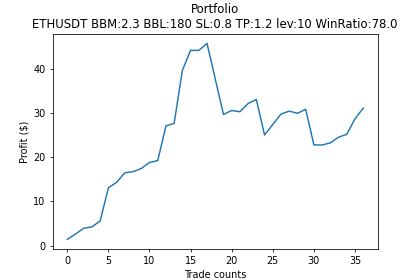 Portfolio
ETHUSDT BBM:2.3 BBL:180 SL:0.8 TP:1.2 lev:10 WinRatio:78.0
40
30
20
10
0
Profit ($)
0 5 10 15 20 25 30 35
Trade counts